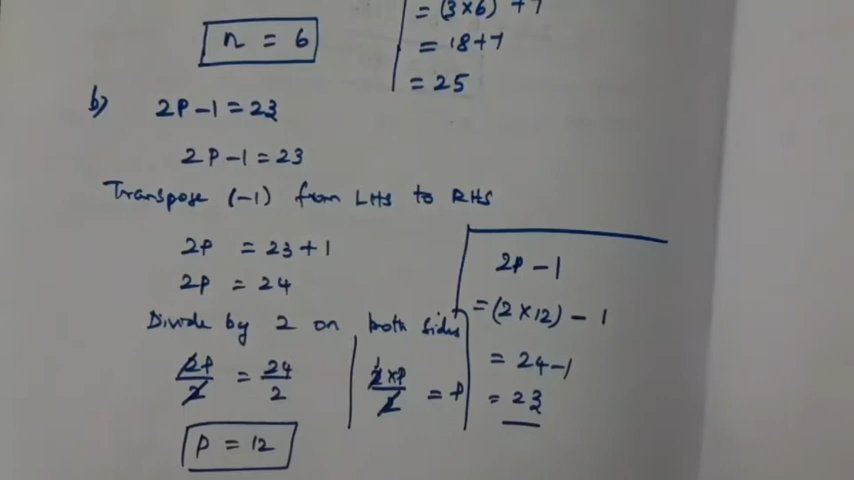 = (3×6) + 7
n = 6
= 18+7
= 25
b) 2P-1=23
2P-1=23
Transpose (-1) from LHS to RHS
2P = 23+1
2P = 24
Divide by 2 on both sides
2P/2 = 24/2
1
2×P/2 = P
P = 12
2P-1
=(2×12)-1
= 24-1
= 23